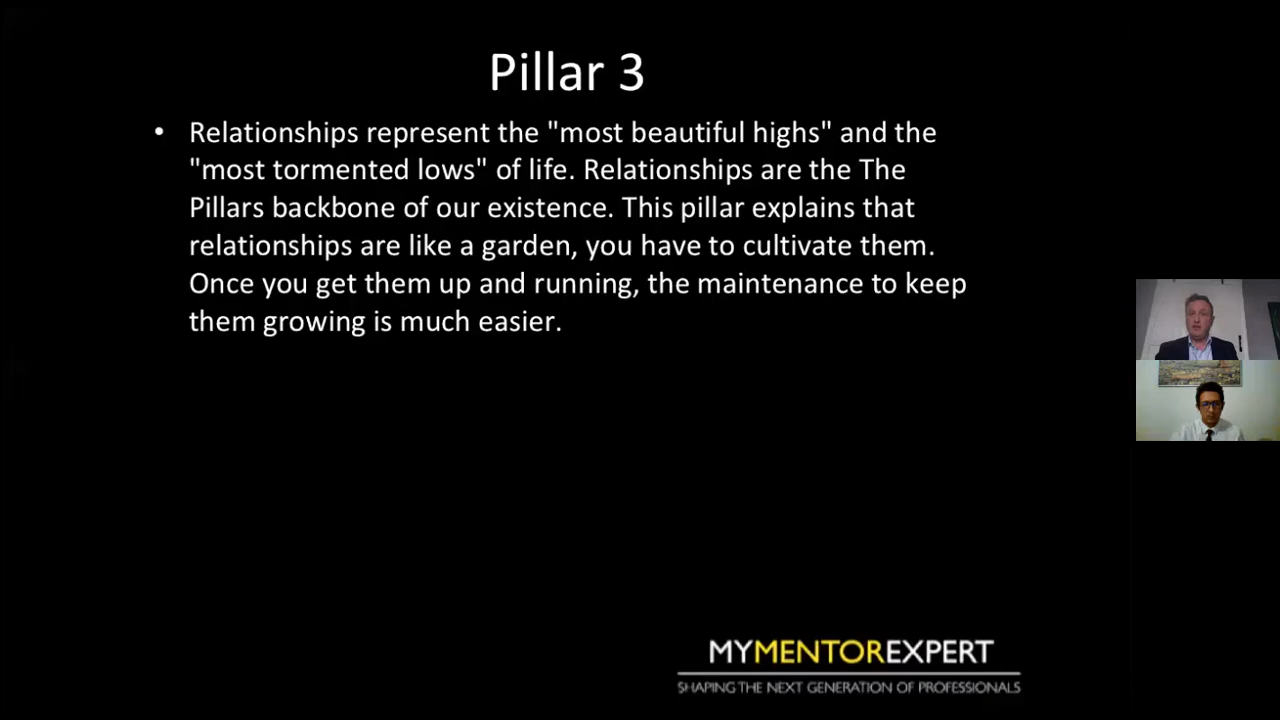 Pillar 3
• Relationships represent the "most beautiful highs" and the
"most tormented lows" of life. Relationships are the The
Pillars backbone of our existence. This pillar explains that
relationships are like a garden, you have to cultivate them.
Once you get them up and running, the maintenance to keep
them growing is much easier.
MYMENTOREXPERT
SHAPING THE NEXT GENERATION OF PROFESSIONALS